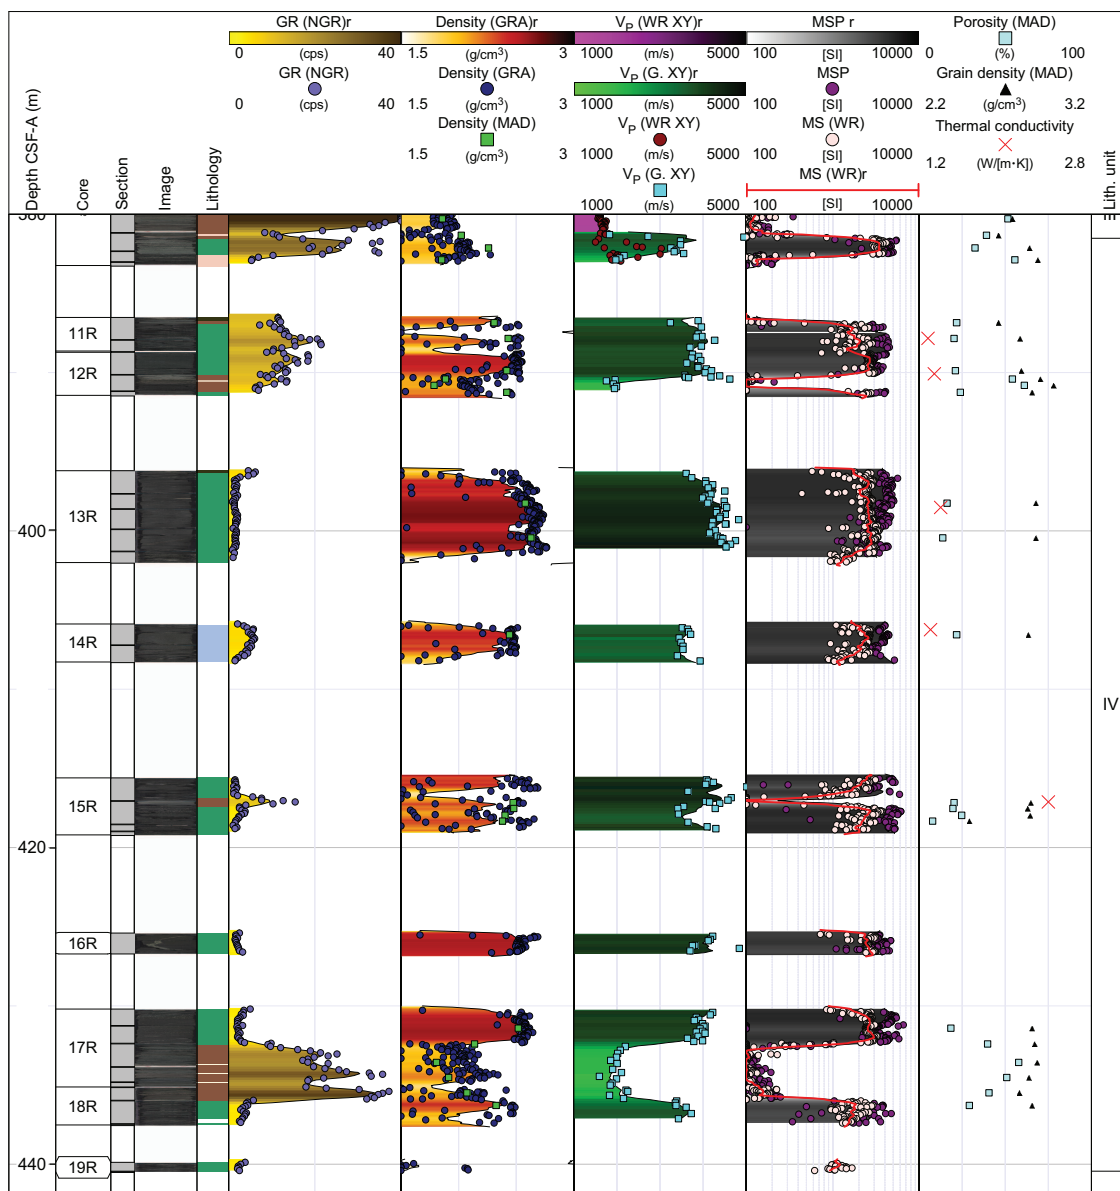 GR (NGR)r
0 (cps) 40
GR (NGR)
0 (cps) 40
Density (GRA)r
1.5 (g/cm³) 3
Density (GRA)
1.5 (g/cm³) 3
Density (MAD)
1.5 (g/cm³) 3
VP (WR XY)r
1000 (m/s) 5000
VP (G. XY)r
1000 (m/s) 5000
VP (WR XY)
1000 (m/s) 5000
VP (G. XY)
1000 (m/s) 5000
MSP r
100 [SI] 10000
MSP
100 [SI] 10000
MS (WR)
100 [SI] 10000
MS (WR)r
100 [SI] 10000
Porosity (MAD)
0 (%) 100
Grain density (MAD)
2.2 (g/cm³) 3.2
Thermal conductivity
1.2 (W/[m·K]) 2.8
Depth CSF-A (m)
Core
Section
Image
Lithology
Lith. unit
380
11R
12R
13R
400
14R
IV
15R
420
16R
17R
18R
19R
440